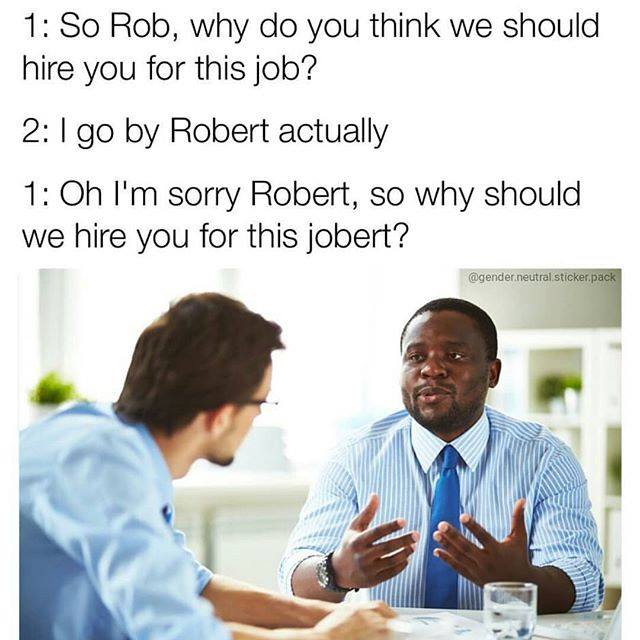 1: So Rob, why do you think we should
hire you for this job?
2: I go by Robert actually
1: Oh I'm sorry Robert, so why should
we hire you for this jobert?
@gender.neutral.sticker.pack